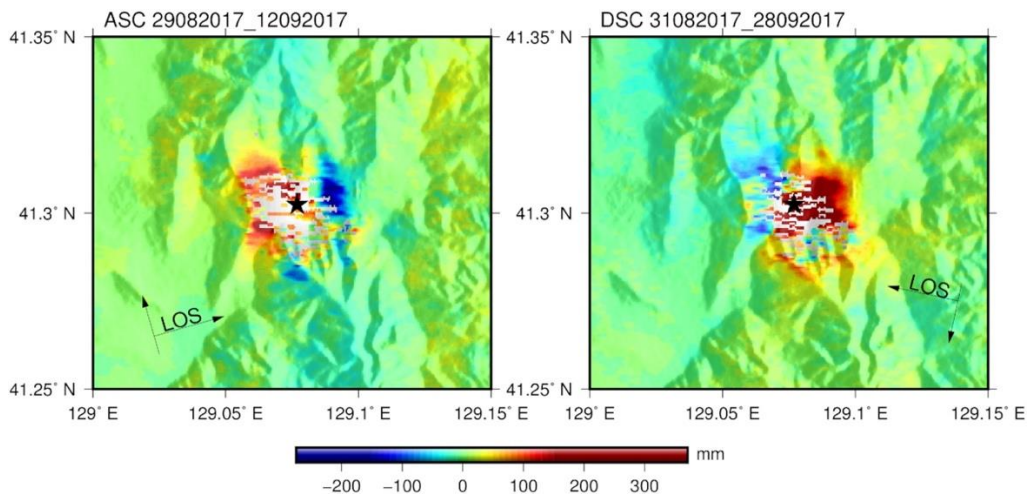 ASC 29082017_12092017
DSC 31082017_28092017
41.35° N
41.35° N
41.3° N
41.3° N
LOS
LOS
41.25° N
41.25° N
129° E
129.05° E
129.1° E
129.15° E
129° E
129.05° E
129.1° E
129.15° E
mm
−200
−100
0
100
200
300